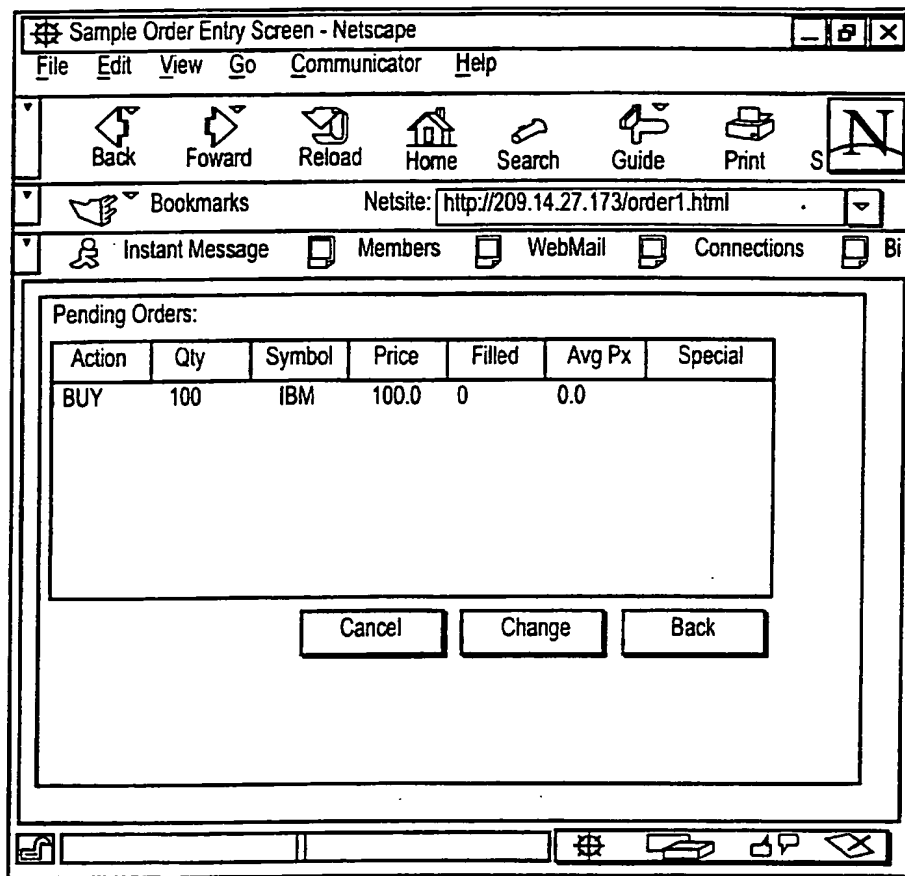 Sample Order Entry Screen - Netscape
File Edit View Go Communicator Help
Back Foward Reload Home Search Guide Print S N
Bookmarks Netsite: http://209.14.27.173/order1.html
Instant Message Members WebMail Connections Bi
Pending Orders:
Action Qty Symbol Price Filled Avg Px Special
BUY 100 IBM 100.0 0 0.0
Cancel Change Back